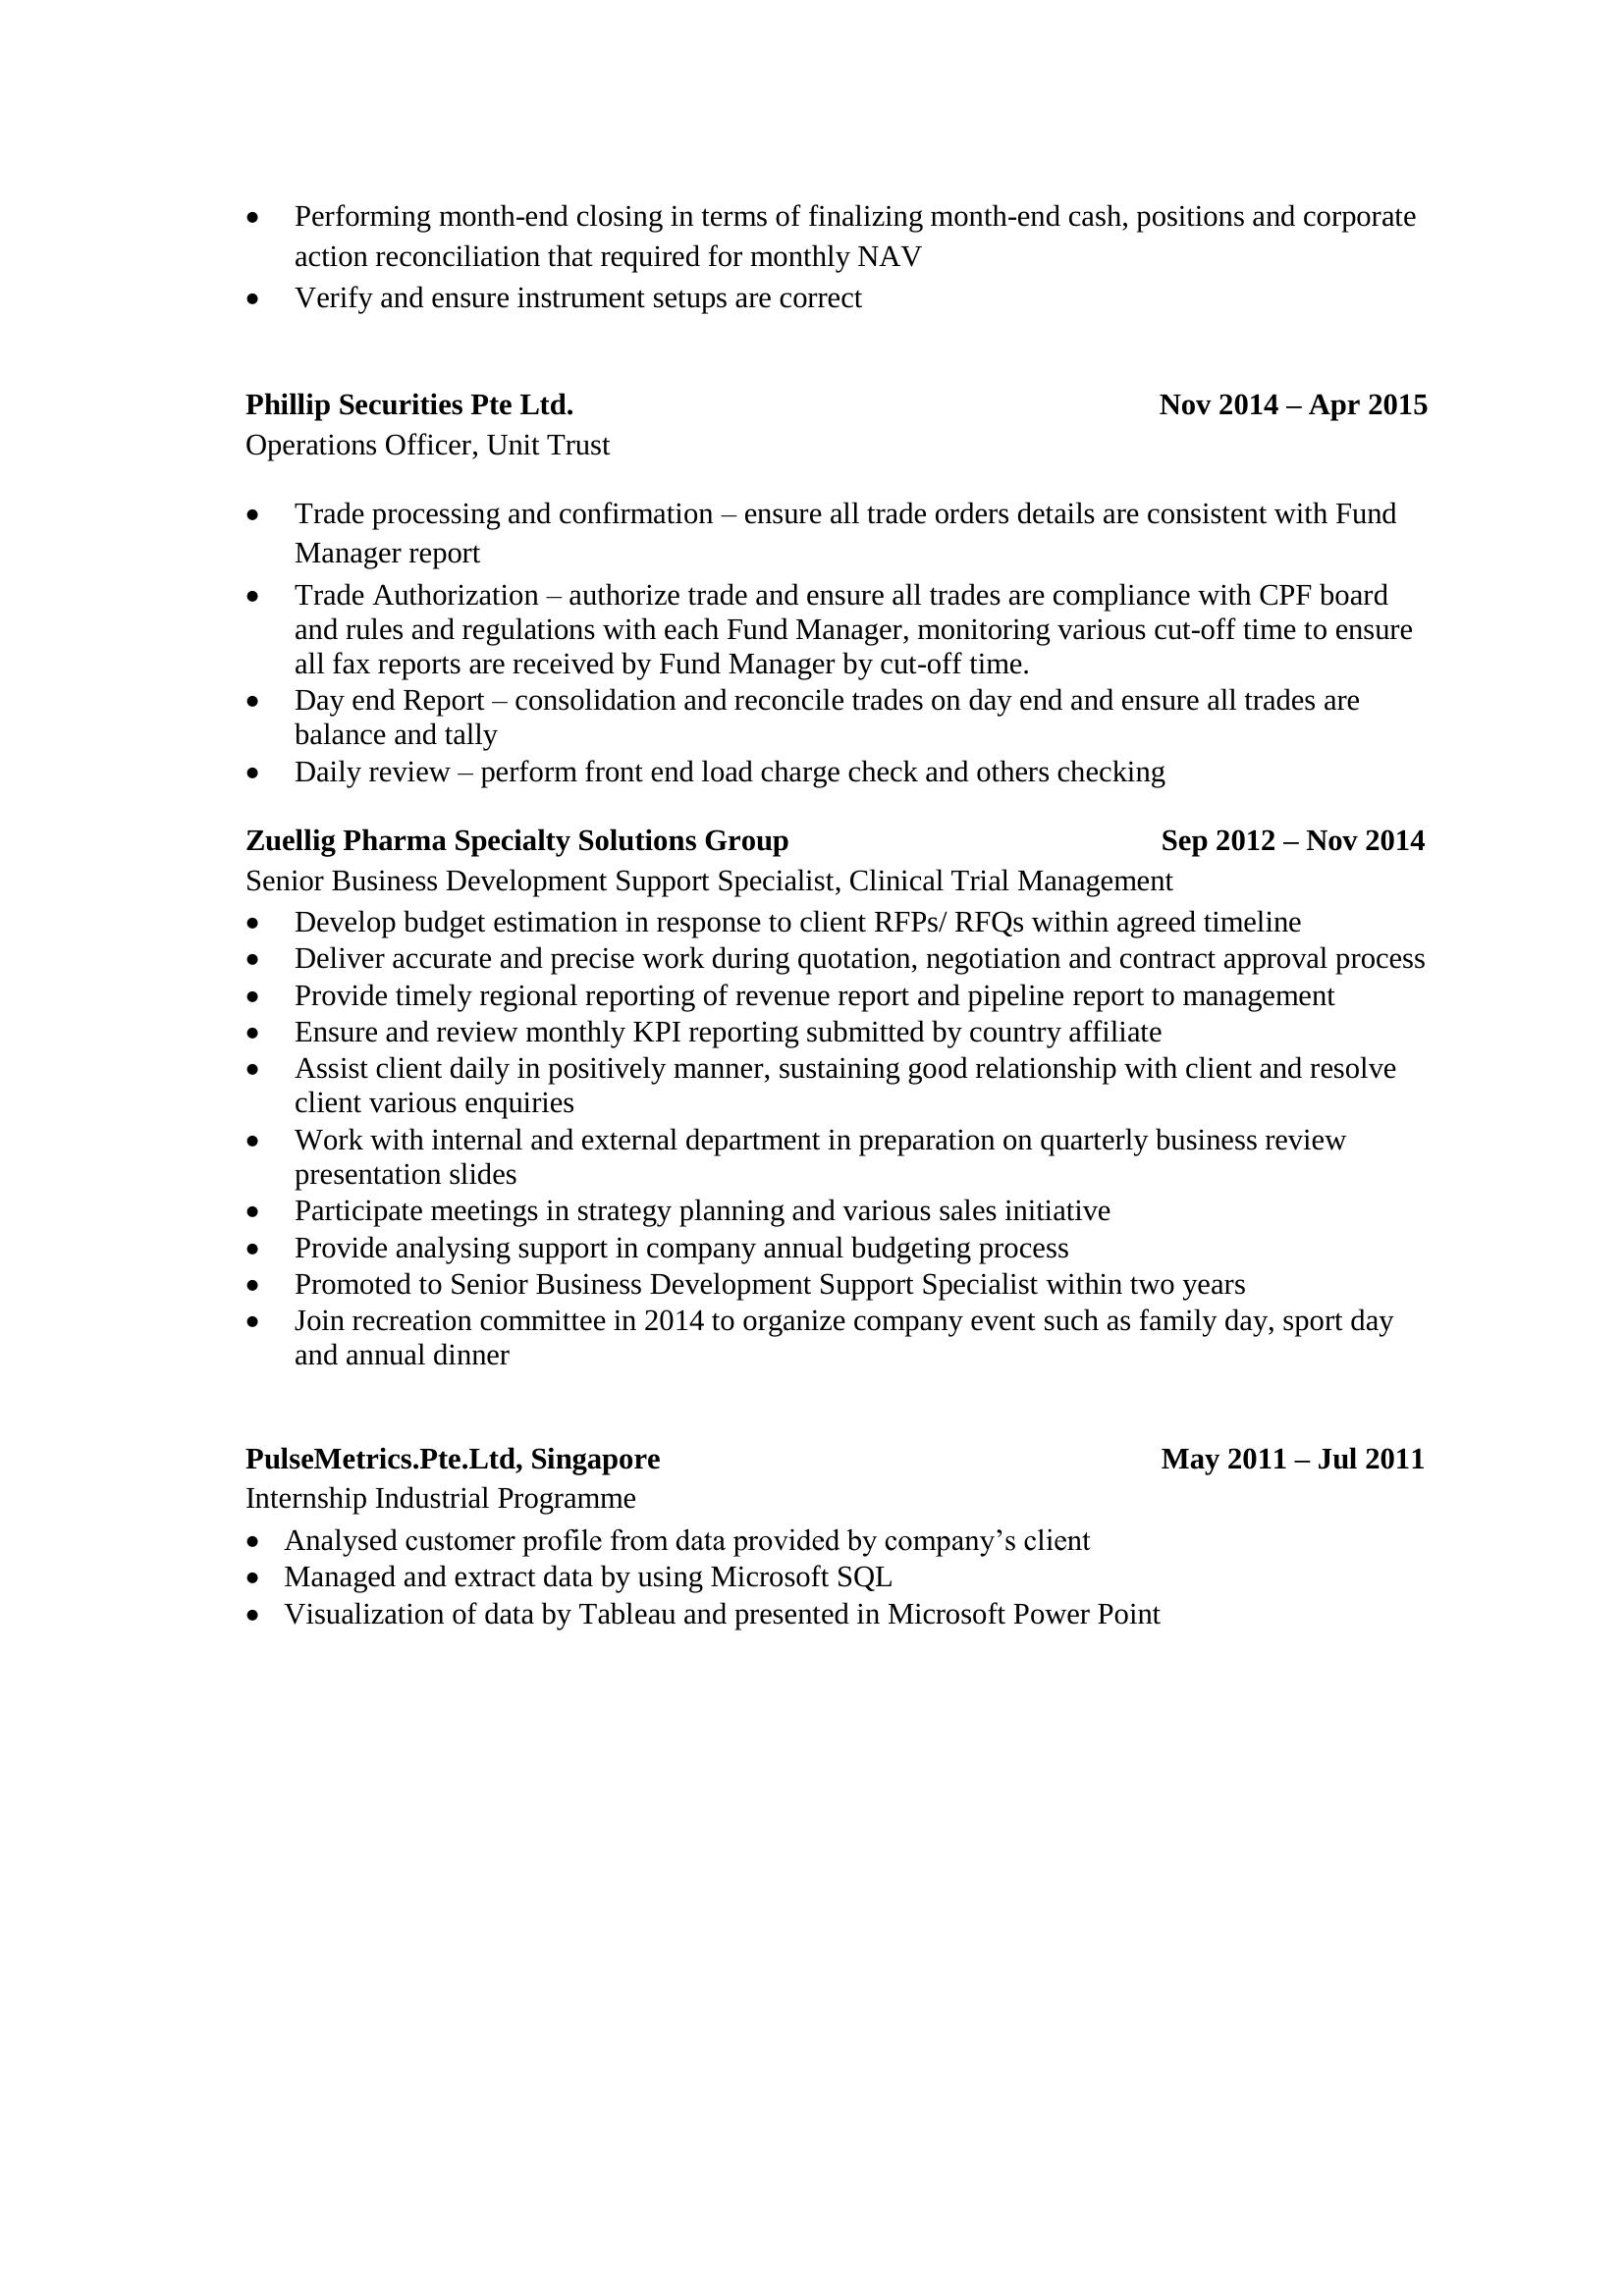 • Performing month-end closing in terms of finalizing month-end cash, positions and corporate
action reconciliation that required for monthly NAV
• Verify and ensure instrument setups are correct
Phillip Securities Pte Ltd. Nov 2014 – Apr 2015
Operations Officer, Unit Trust
• Trade processing and confirmation – ensure all trade orders details are consistent with Fund
Manager report
• Trade Authorization – authorize trade and ensure all trades are compliance with CPF board
and rules and regulations with each Fund Manager, monitoring various cut-off time to ensure
all fax reports are received by Fund Manager by cut-off time.
• Day end Report – consolidation and reconcile trades on day end and ensure all trades are
balance and tally
• Daily review – perform front end load charge check and others checking
Zuellig Pharma Specialty Solutions Group Sep 2012 – Nov 2014
Senior Business Development Support Specialist, Clinical Trial Management
• Develop budget estimation in response to client RFPs/ RFQs within agreed timeline
• Deliver accurate and precise work during quotation, negotiation and contract approval process
• Provide timely regional reporting of revenue report and pipeline report to management
• Ensure and review monthly KPI reporting submitted by country affiliate
• Assist client daily in positively manner, sustaining good relationship with client and resolve
client various enquiries
• Work with internal and external department in preparation on quarterly business review
presentation slides
• Participate meetings in strategy planning and various sales initiative
• Provide analysing support in company annual budgeting process
• Promoted to Senior Business Development Support Specialist within two years
• Join recreation committee in 2014 to organize company event such as family day, sport day
and annual dinner
PulseMetrics.Pte.Ltd, Singapore May 2011 – Jul 2011
Internship Industrial Programme
• Analysed customer profile from data provided by company’s client
• Managed and extract data by using Microsoft SQL
• Visualization of data by Tableau and presented in Microsoft Power Point